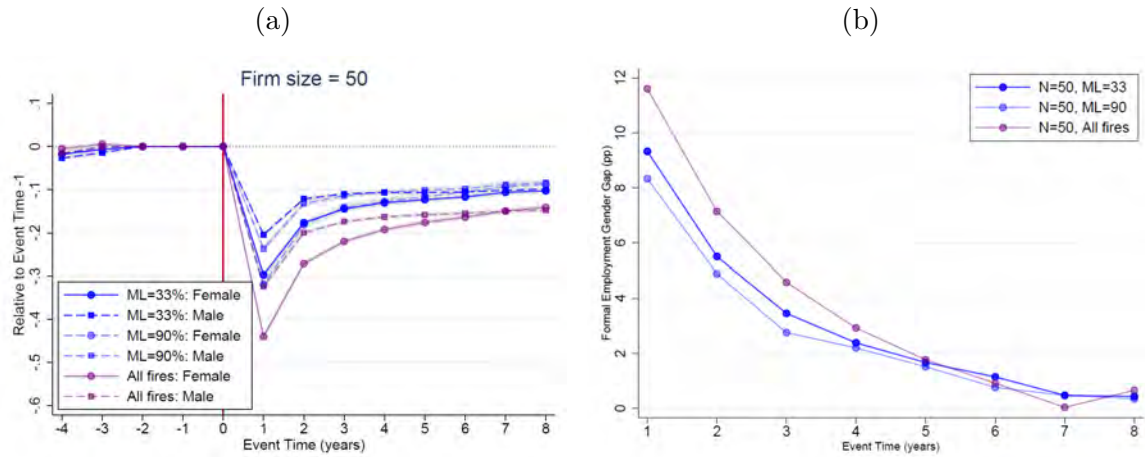 (a)
(b)
Firm size = 50
Relative to Event Time -1
.1
0
-.1
-.2
-.3
-.4
-.5
-.6
ML=33%: Female
ML=33%: Male
ML=90%: Female
ML=90%: Male
All fires: Female
All fires: Male
-4 -3 -2 -1 0 1 2 3 4 5 6 7 8
Event Time (years)
Formal Employment Gender Gap (pp)
12
10
8
6
4
2
0
N=50, ML=33
N=50, ML=90
N=50, All fires
1 2 3 4 5 6 7 8
Event Time (years)